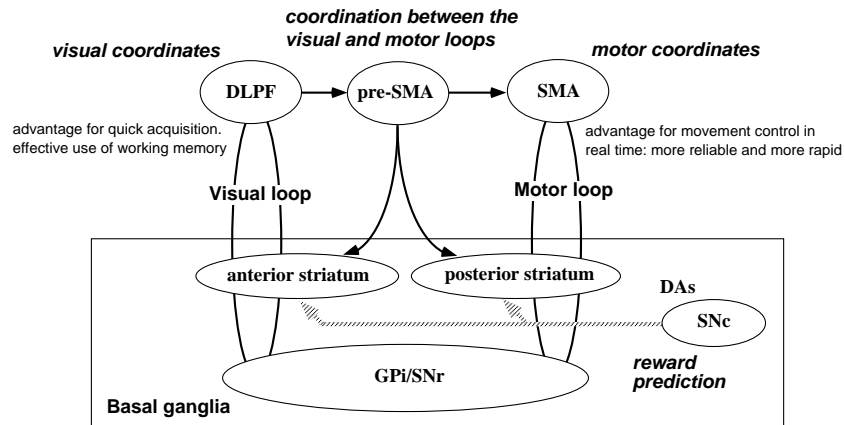 coordination between the
visual and motor loops
visual coordinates
motor coordinates
DLPF
pre-SMA
SMA
advantage for quick acquisition.
effective use of working memory
advantage for movement control in
real time: more reliable and more rapid
Visual loop
Motor loop
anterior striatum
posterior striatum
DAs
SNc
reward
prediction
GPi/SNr
Basal ganglia